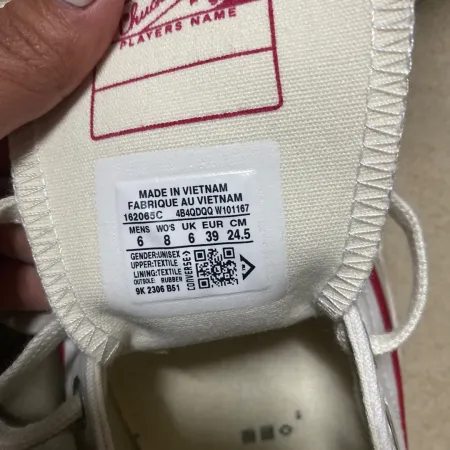 Chuck
PLAYERS NAME
MADE IN VIETNAM
FABRIQUE AU VIETNAM
162065C 4B4QDQQ W101167
MENS WO'S UK EUR CM
6 8 6 39 24.5
GENDER:UNISEX
UPPER:TEXTILE
LINING:TEXTILE
OUTSOLE: RUBBER
9K 2306 B51
CONVERSE